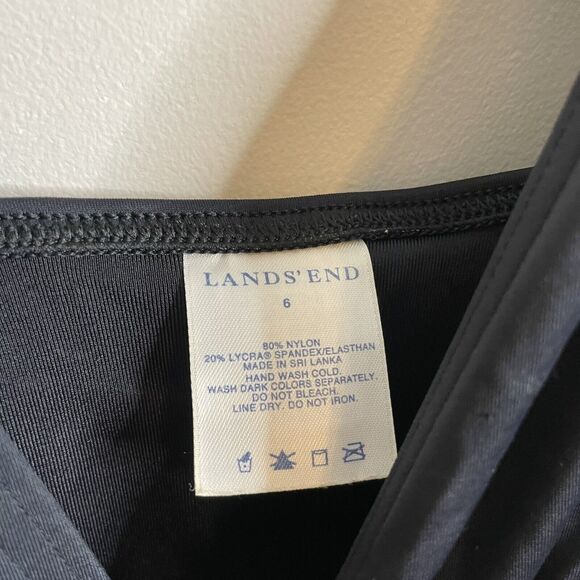 LANDS' END
6
80% NYLON
20% LYCRA® SPANDEX/ELASTHAN
MADE IN SRI LANKA
HAND WASH COLD.
WASH DARK COLORS SEPARATELY.
DO NOT BLEACH.
LINE DRY. DO NOT IRON.